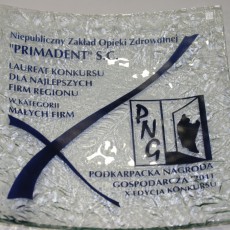 Niepubliczny Zakład Opieki Zdrowotnej
"PRIMADENT" S.C.
LAUREAT KONKURSU
DLA NAJLEPSZYCH
FIRM REGIONU
W KATEGORII
MAŁYCH FIRM
PNG
PODKARPACKA NAGRODA
GOSPODARCZA '2011
X EDYCJA KONKURSU